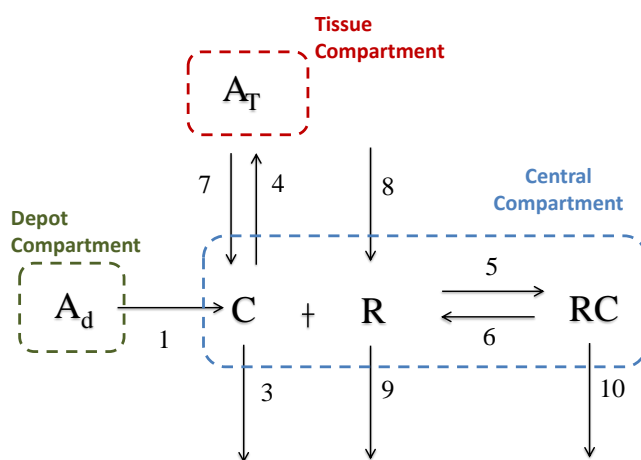 Tissue
Compartment
A_T
7
4
8
Central
Compartment
Depot
Compartment
A_d
1
C + R
5
6
RC
3
9
10